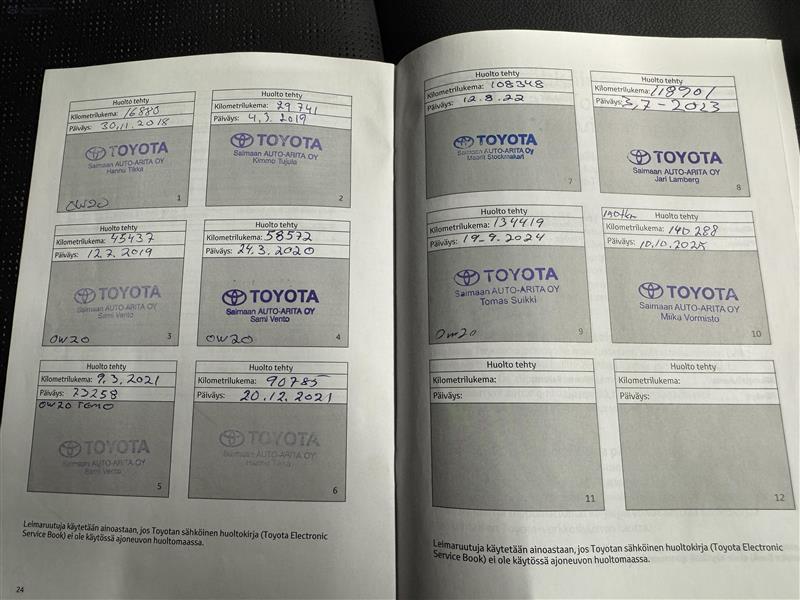 Huolto tehty
Kilometrilukema: 16880
Päiväys: 30.11.2018
TOYOTA
Saimaan AUTO-ARITA OY
Hannu Tikka
OW20
1
Huolto tehty
Kilometrilukema: 29.741
Päiväys: 4.3.2019
TOYOTA
Saimaan AUTO-ARITA OY
Kimmo Tujula
2
Huolto tehty
Kilometrilukema: 45437
Päiväys: 12.7.2019
TOYOTA
Saimaan AUTO-ARITA OY
Sami Vento
OW20
3
Huolto tehty
Kilometrilukema: 58572
Päiväys: 24.3.2020
TOYOTA
Saimaan AUTO-ARITA OY
Sami Vento
OW20
4
Huolto tehty
Kilometrilukema: 9.3.2021
Päiväys: 73258
OW20
TOYOTA
Saimaan AUTO-ARITA OY
Sami Vento
5
Huolto tehty
Kilometrilukema: 90785
Päiväys: 20.12.2021
TOYOTA
Saimaan AUTO-ARITA OY
Hannu Tikka
6
Leimaruutuja käytetään ainoastaan, jos Toyotan sähköinen huoltokirja (Toyota Electronic
Service Book) ei ole käytössä ajoneuvon huoltomaassa.
24
Huolto tehty
Kilometrilukema: 108348
Päiväys: 12.8.22
TOYOTA
Saimaan AUTO-ARITA OY
Maarit Stockmakari
7
Huolto tehty
Kilometrilukema: 118901
Päiväys: 3.7-2023
TOYOTA
Saimaan AUTO-ARITA OY
Jari Lamberg
8
Huolto tehty
Kilometrilukema: 134419
Päiväys: 19-9.2024
TOYOTA
Saimaan AUTO-ARITA OY
Tomas Suikki
0w20
9
Huolto tehty
Kilometrilukema: 140 288
Päiväys: 10.10.2025
TOYOTA
Saimaan AUTO-ARITA OY
Miika Vormisto
10
Huolto tehty
Kilometrilukema:
Päiväys:
11
Huolto tehty
Kilometrilukema:
Päiväys:
12
Leimaruutuja käytetään ainoastaan, jos Toyotan sähköinen huoltokirja (Toyota Electronic
Service Book) ei ole käytössä ajoneuvon huoltomaassa.